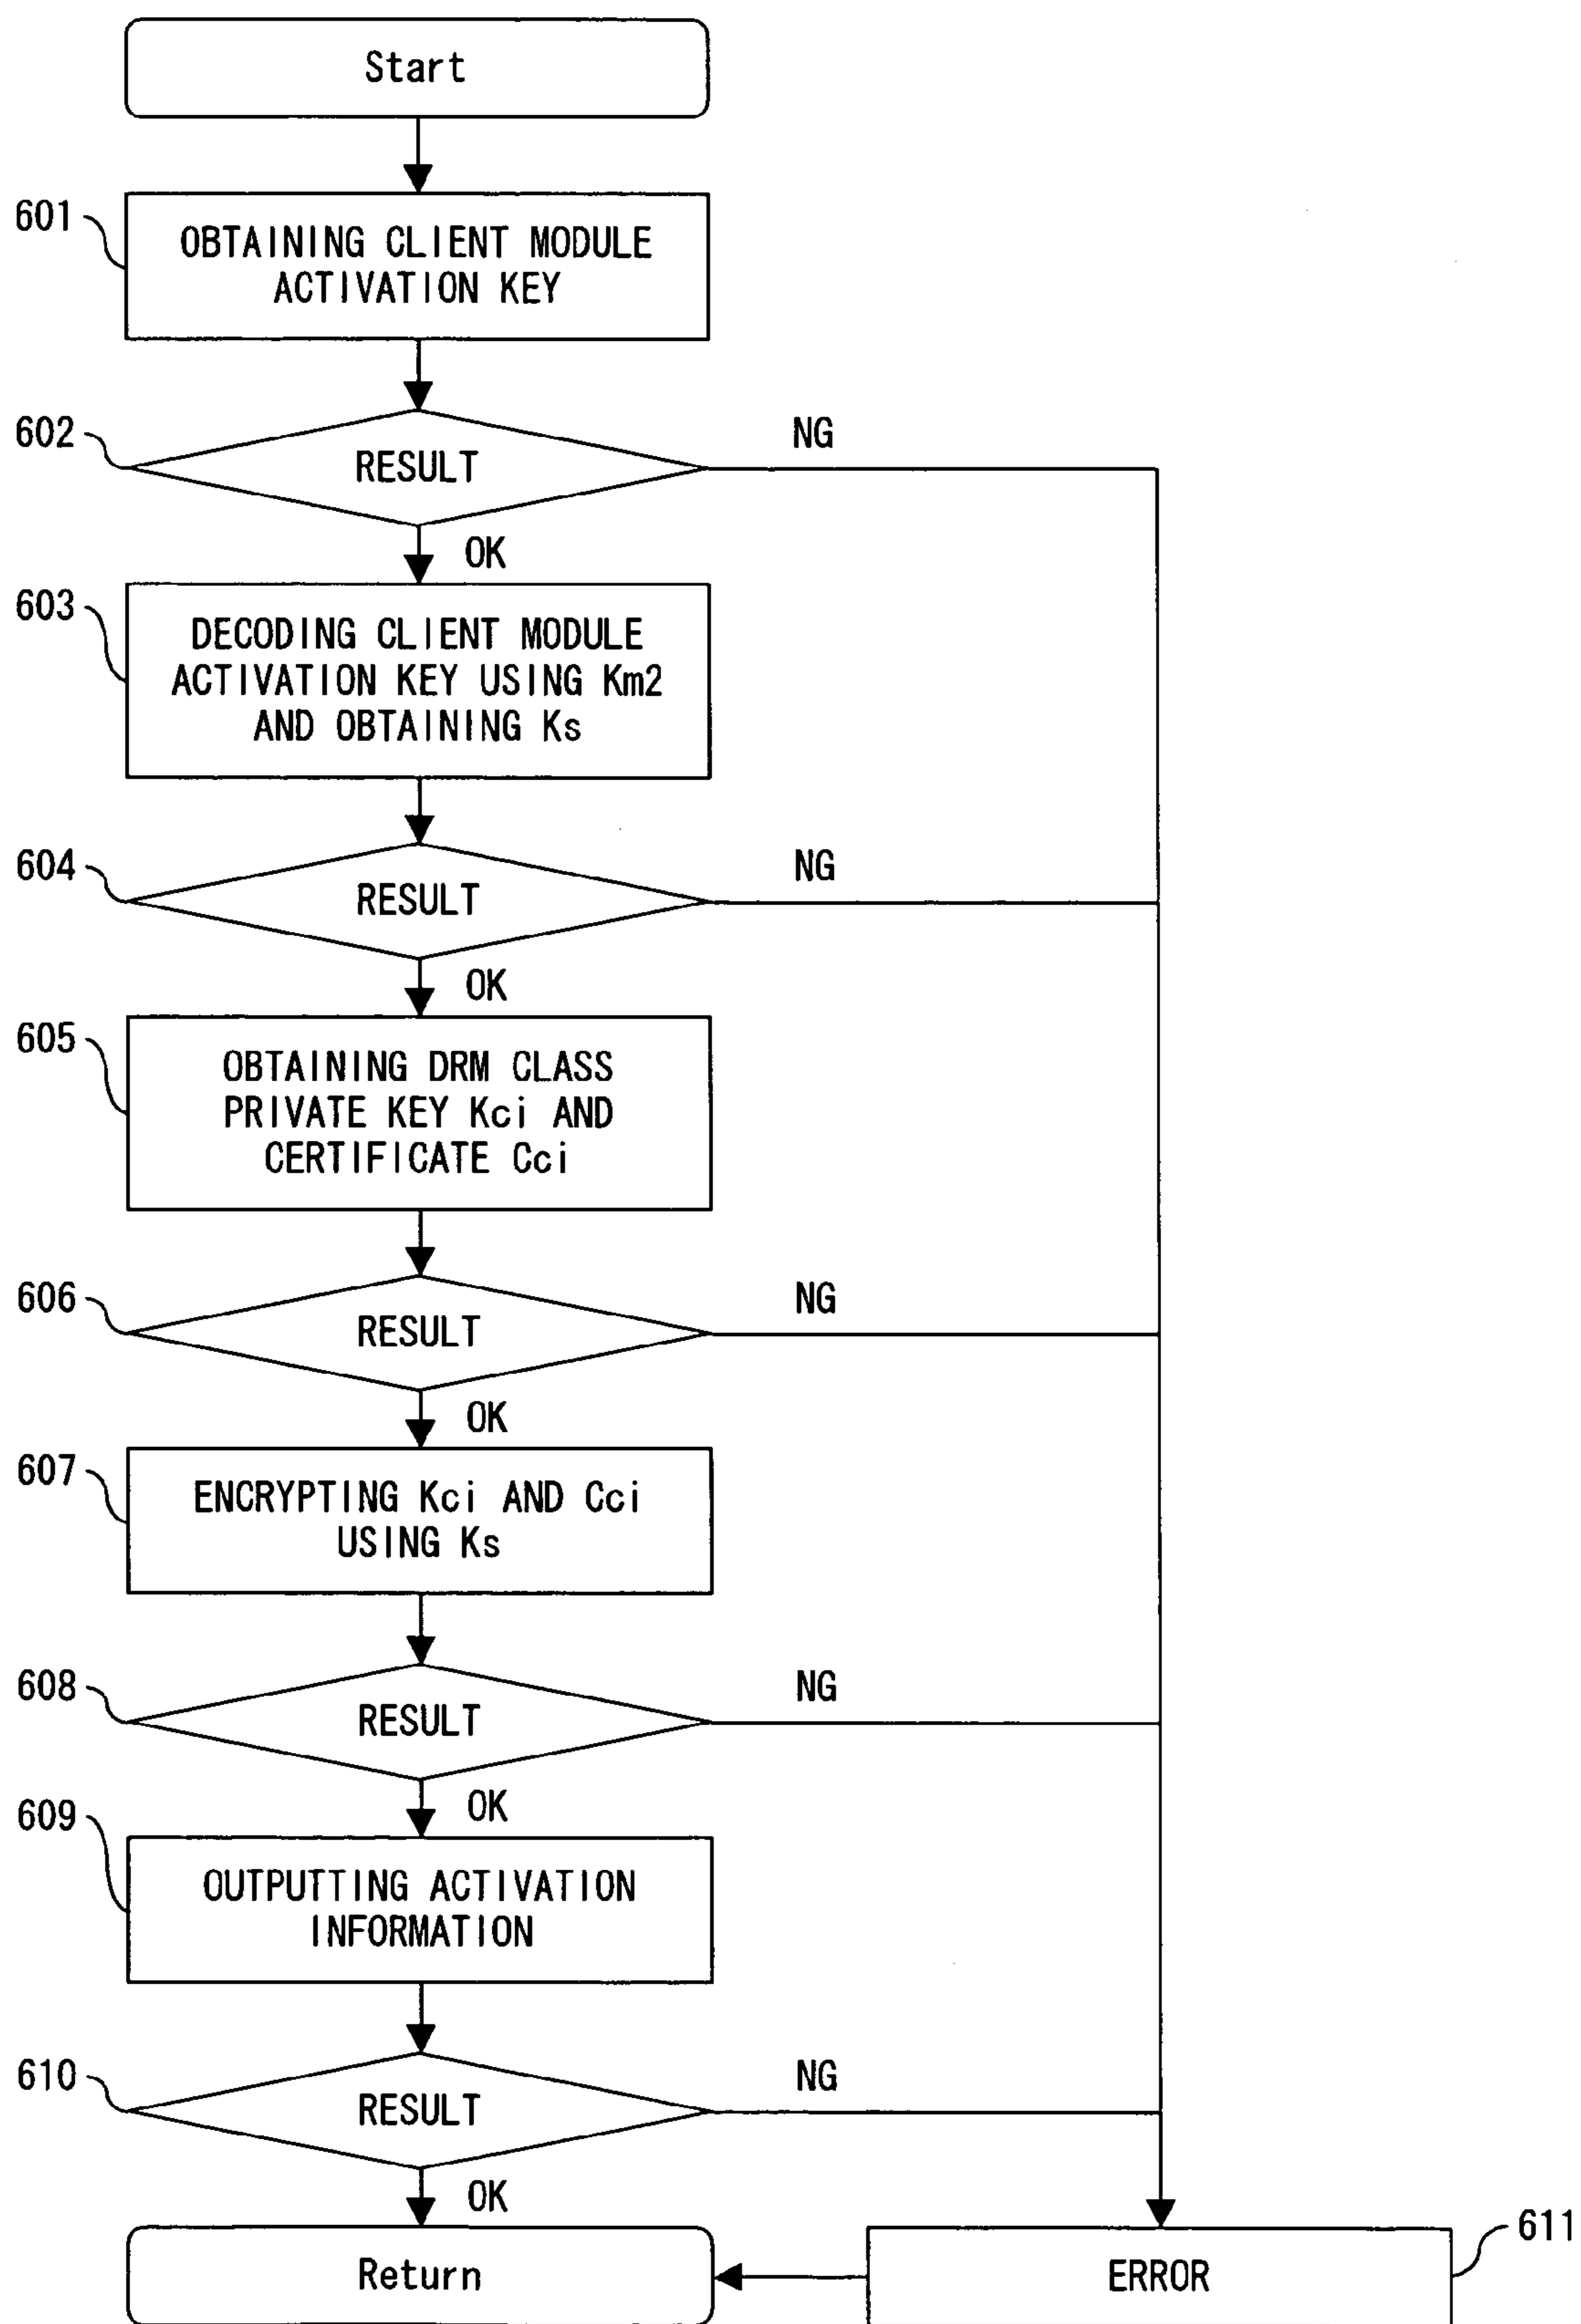 Start
601
OBTAINING CLIENT MODULE
ACTIVATION KEY
602
RESULT
NG
OK
603
DECODING CLIENT MODULE
ACTIVATION KEY USING Km2
AND OBTAINING Ks
604
RESULT
NG
OK
605
OBTAINING DRM CLASS
PRIVATE KEY Kci AND
CERTIFICATE Cci
606
RESULT
NG
OK
607
ENCRYPTING Kci AND Cci
USING Ks
608
RESULT
NG
OK
609
OUTPUTTING ACTIVATION
INFORMATION
610
RESULT
NG
OK
Return
ERROR
611